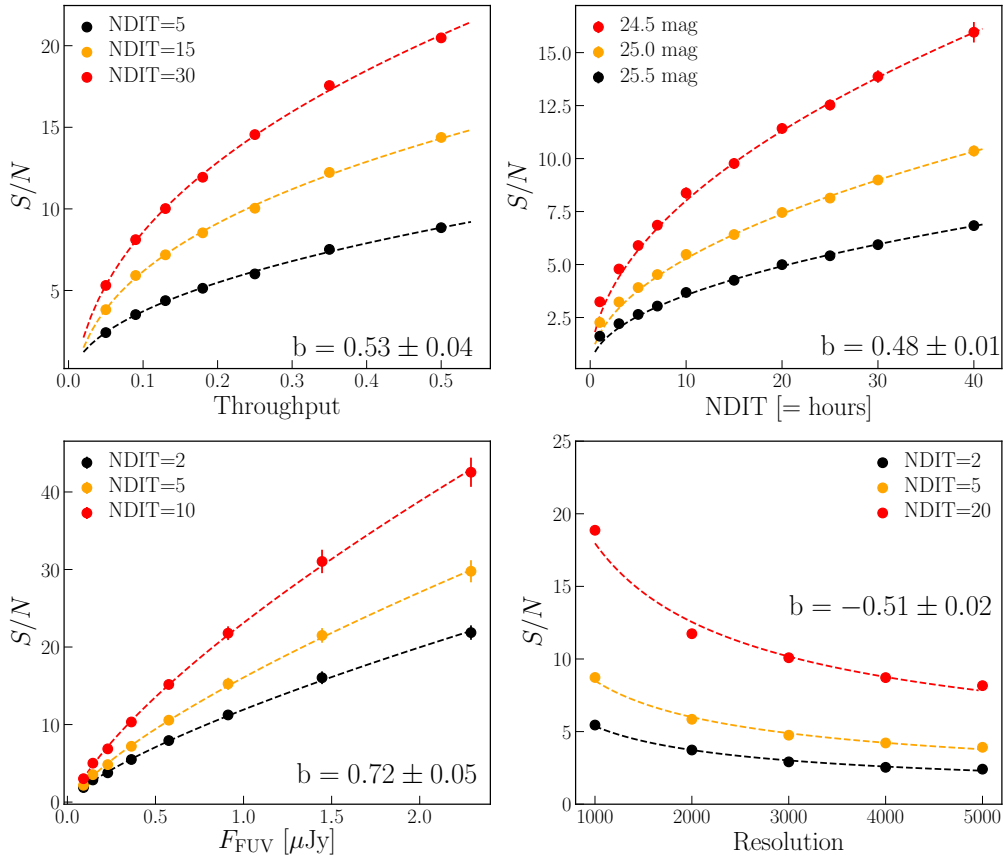 NDIT=5
NDIT=15
NDIT=30
S/N
20
15
10
5
0.0 0.1 0.2 0.3 0.4 0.5
b = 0.53 ± 0.04
Throughput
24.5 mag
25.0 mag
25.5 mag
S/N
15.0
12.5
10.0
7.5
5.0
2.5
0 10 20 30 40
b = 0.48 ± 0.01
NDIT [= hours]
NDIT=2
NDIT=5
NDIT=10
S/N
40
30
20
10
0
0.0 0.5 1.0 1.5 2.0
b = 0.72 ± 0.05
F_FUV [μJy]
NDIT=2
NDIT=5
NDIT=20
S/N
25
20
15
10
5
0
1000 2000 3000 4000 5000
b = −0.51 ± 0.02
Resolution